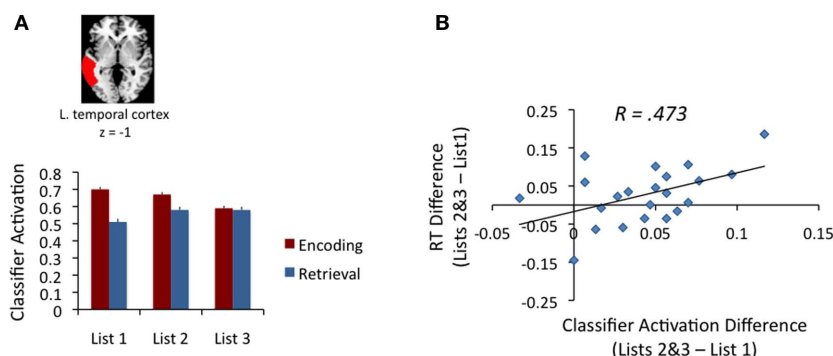 A
L. temporal cortex
z = -1
Classifier Activation
0.8
0.7
0.6
0.5
0.4
0.3
0.2
0.1
0
List 1 List 2 List 3
Encoding
Retrieval
B
R = .473
RT Difference
(Lists 2&3 – List1)
0.25
0.15
0.05
-0.05
-0.15
-0.25
-0.05 0 0.05 0.1 0.15
Classifier Activation Difference
(Lists 2&3 – List 1)